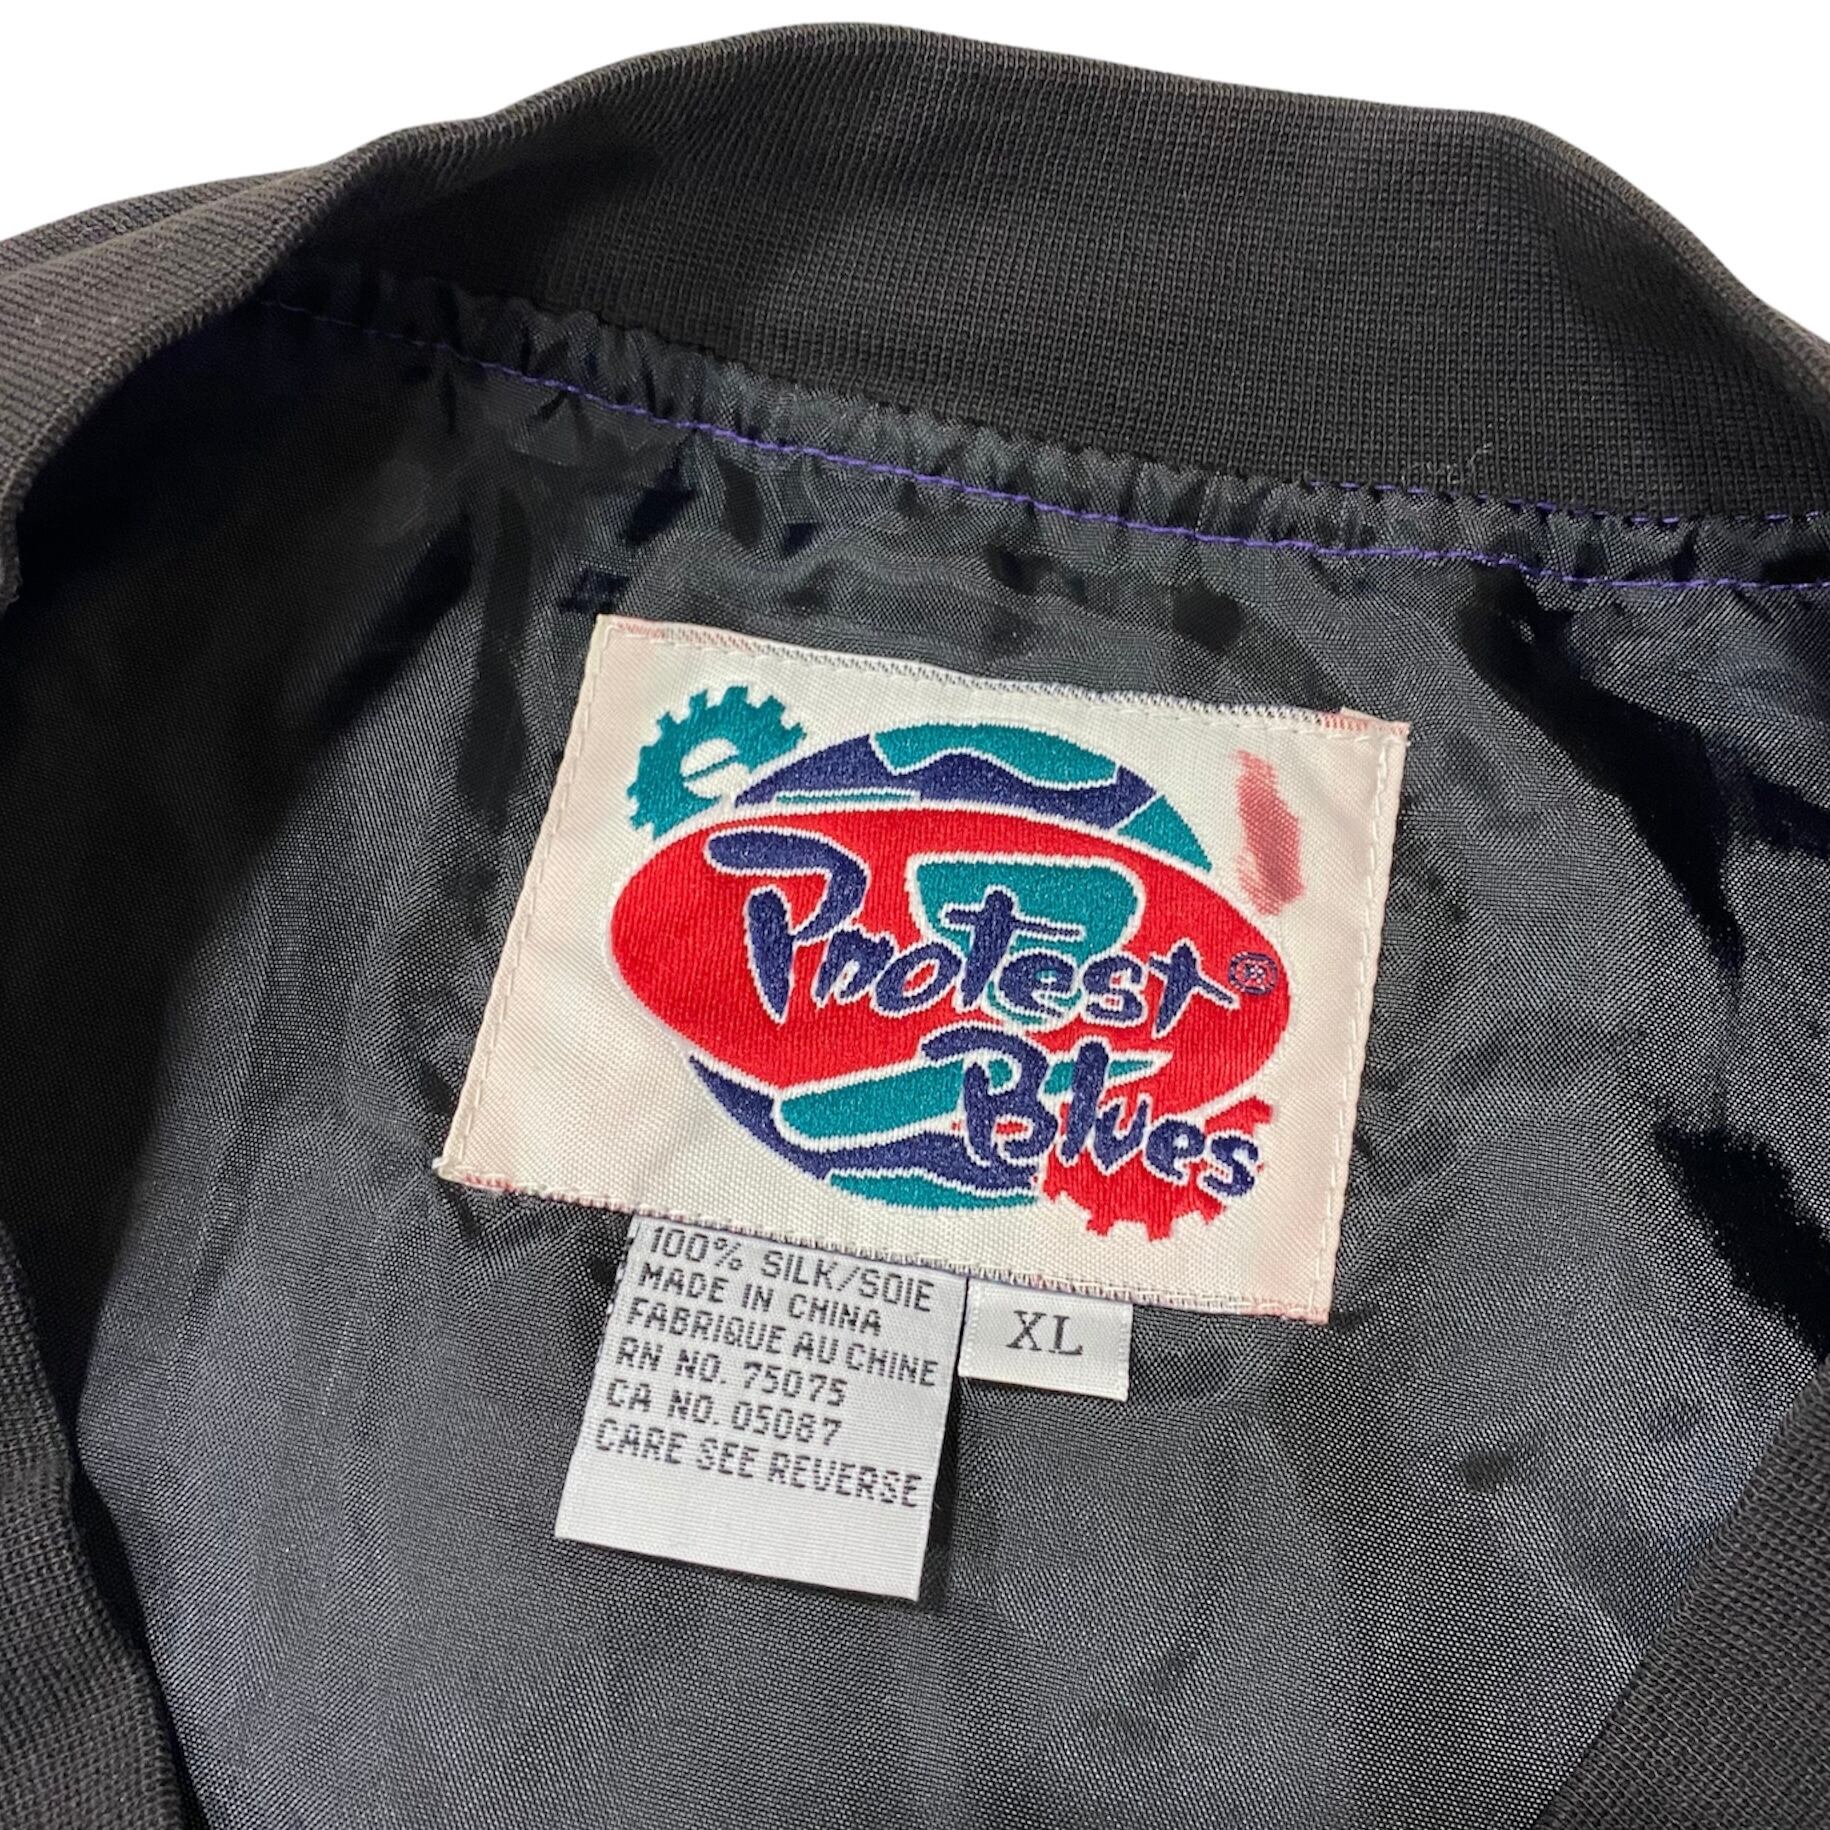 Protest®
Blues
100% SILK/SOIE
MADE IN CHINA
FABRIQUE AU CHINE
RN NO. 75075
CA NO. 05087
CARE SEE REVERSE
XL